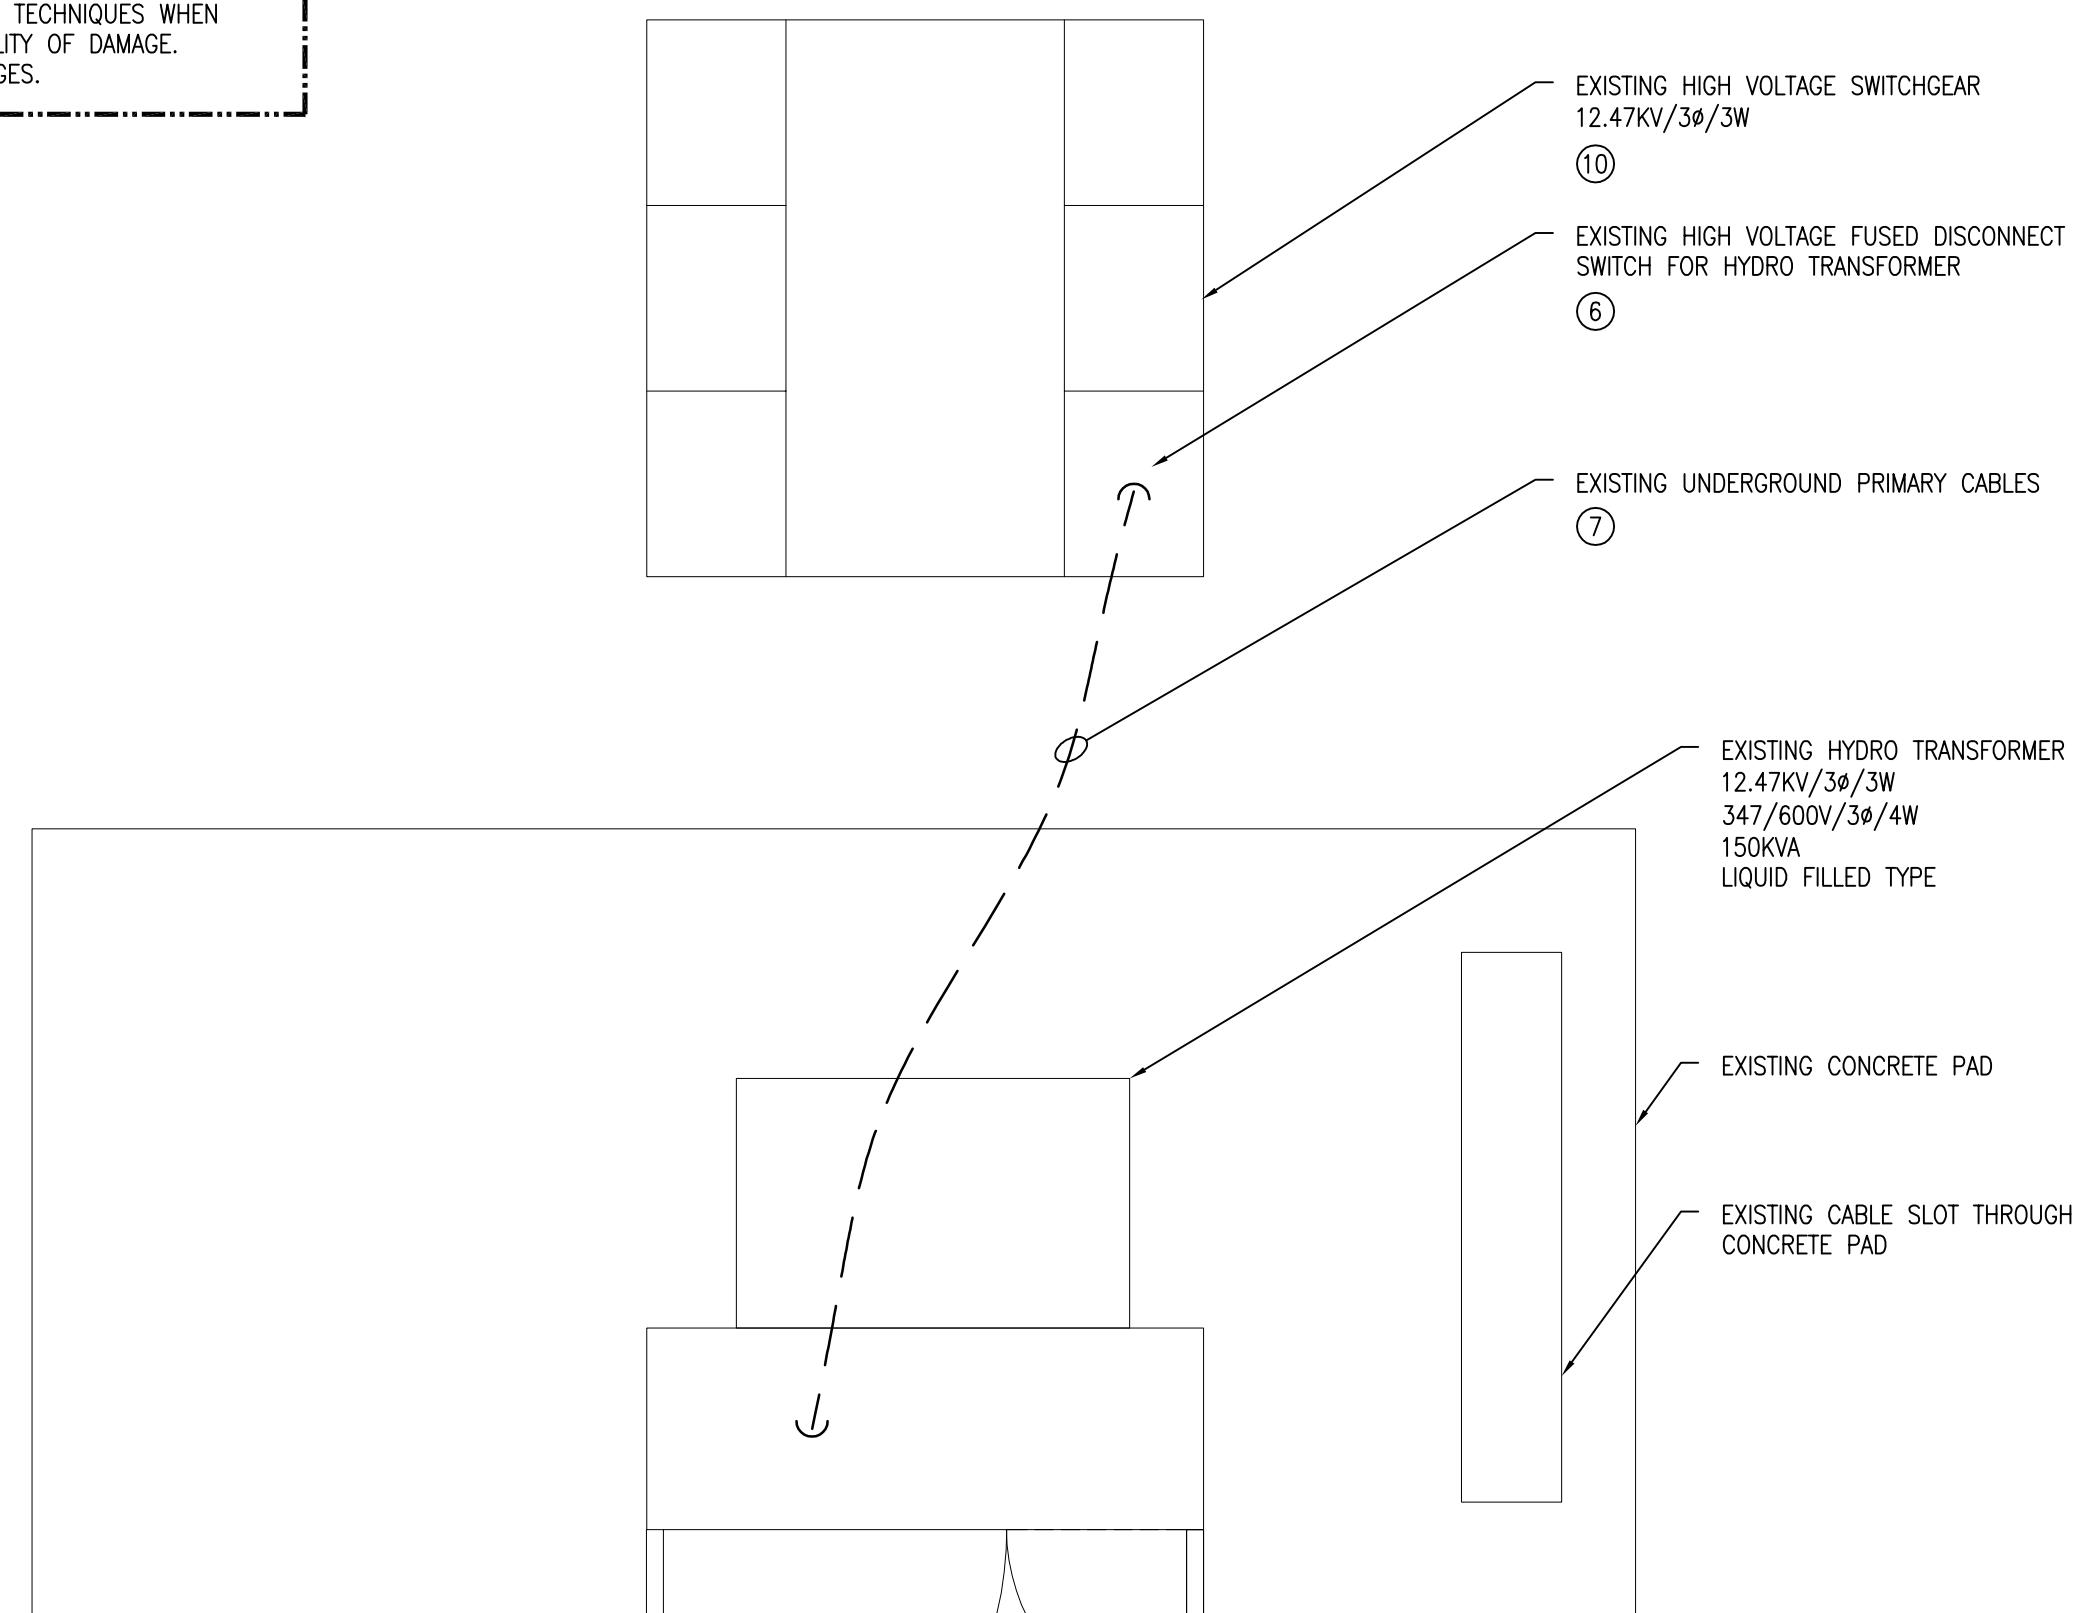 TECHNIQUES WHEN
OF DAMAGE.
EXISTING HIGH VOLTAGE SWITCHGEAR
12.47KV/3ø/3W
10
EXISTING HIGH VOLTAGE FUSED DISCONNECT
SWITCH FOR HYDRO TRANSFORMER
6
EXISTING UNDERGROUND PRIMARY CABLES
7
EXISTING HYDRO TRANSFORMER
12.47KV/3ø/3W
347/600V/3ø/4W
150KVA
LIQUID FILLED TYPE
EXISTING CONCRETE PAD
EXISTING CABLE SLOT THROUGH
CONCRETE PAD